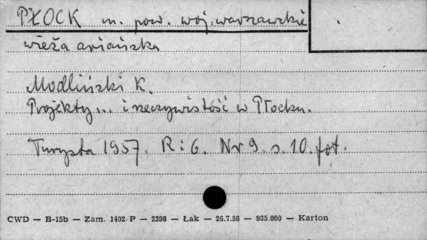 PŁOCK m. pow. woj. warszawskie
wieża ariańska
Modliński K.
Projekty... i rzeczywistość w Płocku.
Turysta 1957. R: 6. Nr 9 s. 10. fot.
CWD — B-15b — Zam. 1402 P — 2398 — Łak — 26.7.56 — 935.000 — Karton